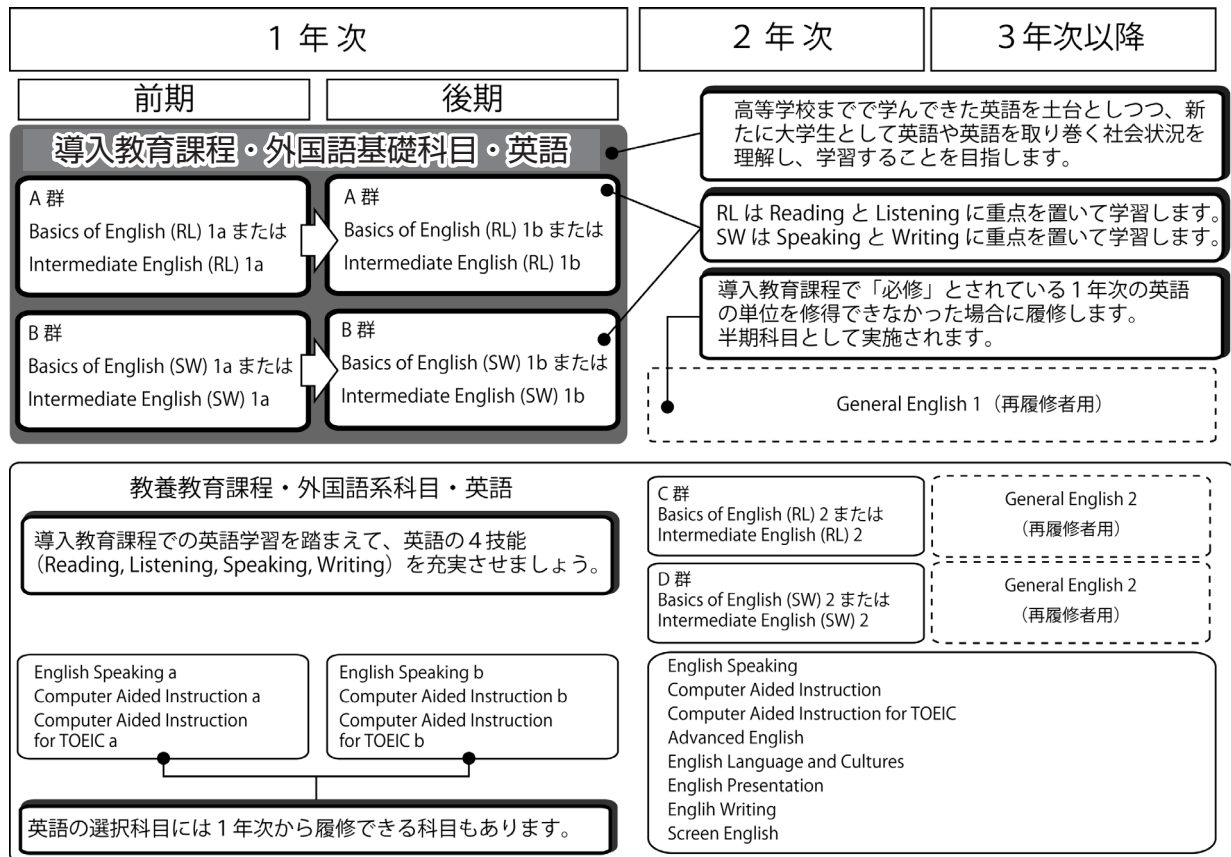 1 年 次
2 年 次
3年次以降
前期
後期
導入教育課程・外国語基礎科目・英語
A 群
Basics of English (RL) 1a または
Intermediate English (RL) 1a
A 群
Basics of English (RL) 1b または
Intermediate English (RL) 1b
B 群
Basics of English (SW) 1a または
Intermediate English (SW) 1a
B 群
Basics of English (SW) 1b または
Intermediate English (SW) 1b
高等学校までで学んできた英語を土台としつつ、新
たに大学生として英語や英語を取り巻く社会状況を
理解し、学習することを目指します。
RL は Reading と Listening に重点を置いて学習します。
SW は Speaking と Writing に重点を置いて学習します。
導入教育課程で「必修」とされている1年次の英語
の単位を修得できなかった場合に履修します。
半期科目として実施されます。
General English 1（再履修者用）
教養教育課程・外国語系科目・英語
導入教育課程での英語学習を踏まえて、英語の4技能
（Reading, Listening, Speaking, Writing）を充実させましょう。
C 群
Basics of English (RL) 2 または
Intermediate English (RL) 2
General English 2
（再履修者用）
D 群
Basics of English (SW) 2 または
Intermediate English (SW) 2
General English 2
（再履修者用）
English Speaking a
Computer Aided Instruction a
Computer Aided Instruction
for TOEIC a
English Speaking b
Computer Aided Instruction b
Computer Aided Instruction
for TOEIC b
英語の選択科目には1年次から履修できる科目もあります。
English Speaking
Computer Aided Instruction
Computer Aided Instruction for TOEIC
Advanced English
English Language and Cultures
English Presentation
Englih Writing
Screen English